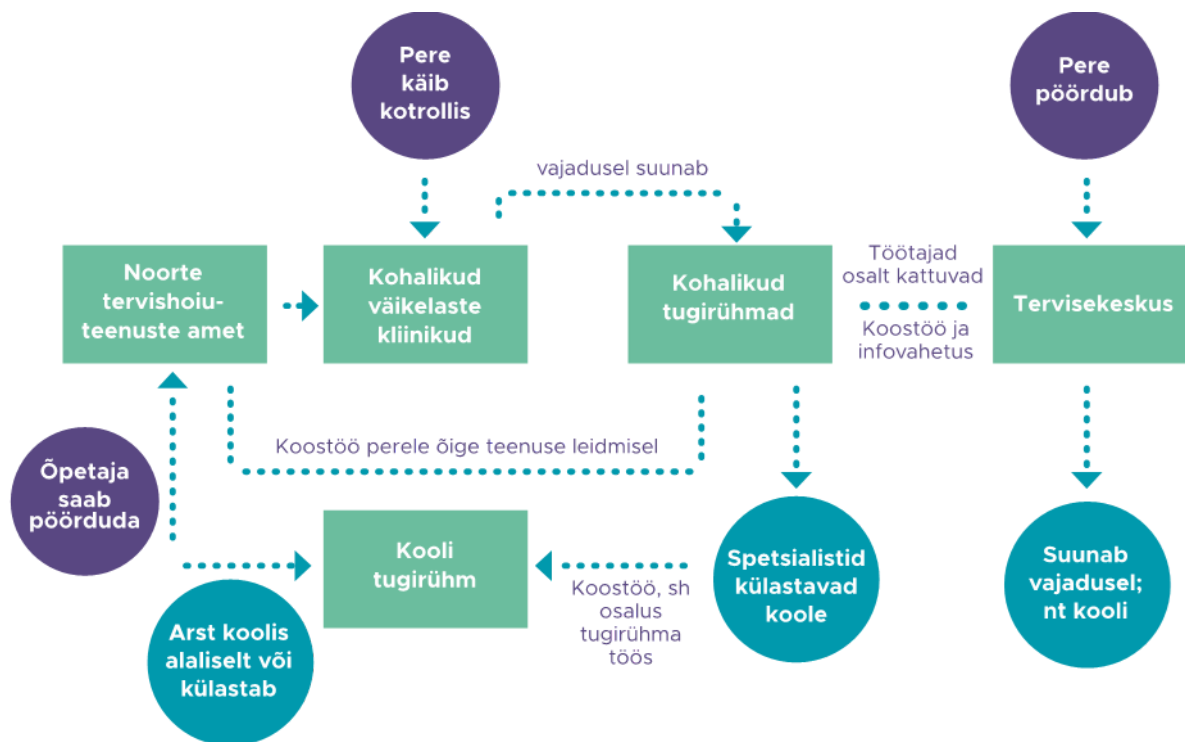 Pere
käib
kotrollis
Pere
pöördub
vajadusel suunab
Noorte
tervishoiu-
teenuste amet
Kohalikud
väikelaste
kliinikud
Kohalikud
tugirühmad
Töötajad
osalt kattuvad
Koostöö ja
infovahetus
Tervisekeskus
Koostöö perele õige teenuse leidmisel
Õpetaja
saab
pöörduda
Kooli
tugirühm
Koostöö, sh
osalus
tugirühma
töös
Spetsialistid
külastavad
koole
Suunab
vajadusel;
nt kooli
Arst koolis
alaliselt või
külastab